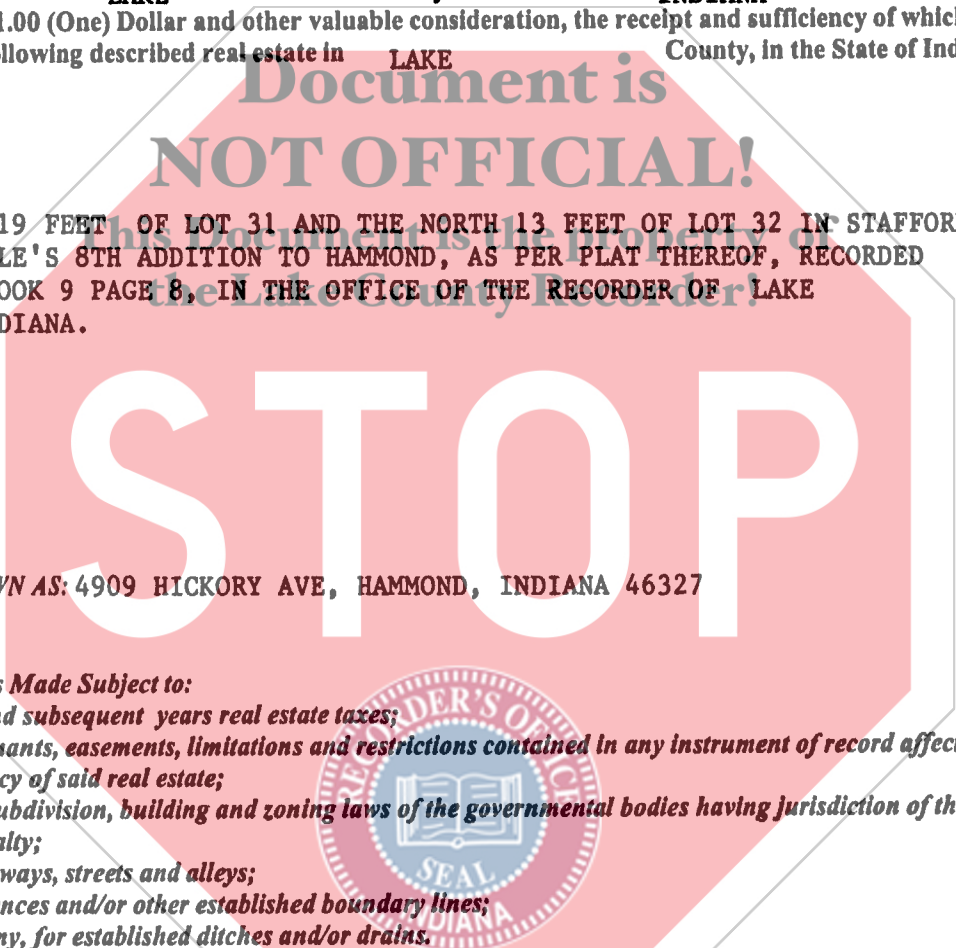 LAKE INDIANA
1.00 (One) Dollar and other valuable consideration, the receipt and sufficiency of which
llowing described real estate in LAKE County, in the State of Ind
Document is
NOT OFFICIAL!
19 FEET OF LOT 31 AND THE NORTH 13 FEET OF LOT 32 IN STAFFOR
This Document is the property of
LE'S 8TH ADDITION TO HAMMOND, AS PER PLAT THEREOF, RECORDED
OOK 9 PAGE 8, IN THE OFFICE OF THE RECORDER OF LAKE
the Lake County Recorder!
DIANA.
STOP
WN AS: 4909 HICKORY AVE, HAMMOND, INDIANA 46327
s Made Subject to:
nd subsequent years real estate taxes;
nants, easements, limitations and restrictions contained in any instrument of record affect
cy of said real estate;
ubdivision, building and zoning laws of the governmental bodies having jurisdiction of th
alty;
ways, streets and alleys;
nces and/or other established boundary lines;
ny, for established ditches and/or drains.
RECORDER'S OFFICE
SEAL
INDIANA